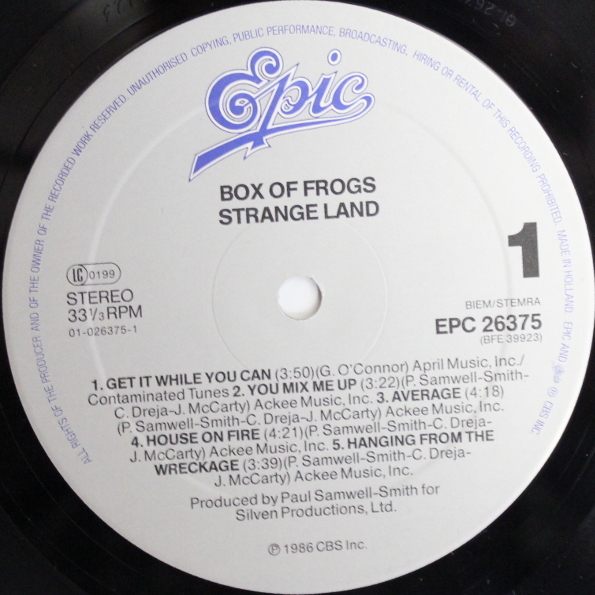 ALL RIGHTS OF THE PRODUCER AND OF THE OWNER OF THE RECORDED WORK RESERVED. UNAUTHORISED COPYING, PUBLIC PERFORMANCE, BROADCASTING, HIRING OR RENTAL OF THIS RECORDING PROHIBITED. MADE IN HOLLAND. EPIC AND
℗ CBS INC.
Epic
BOX OF FROGS
STRANGE LAND
1
LC 0199
STEREO
33 1/3 RPM
01-026375-1
BIEM/STEMRA
EPC 26375
(BFE 39923)
1. GET IT WHILE YOU CAN (3:50)(G. O'Connor) April Music, Inc./
Contaminated Tunes 2. YOU MIX ME UP (3:22)(P. Samwell-Smith-
C. Dreja-J. McCarty) Ackee Music, Inc. 3. AVERAGE (4:18)
(P. Samwell-Smith-C. Dreja-J. McCarty) Ackee Music, Inc.
4. HOUSE ON FIRE (4:21)(P. Samwell-Smith-C. Dreja-
J. McCarty) Ackee Music, Inc. 5. HANGING FROM THE
WRECKAGE (3:39)(P. Samwell-Smith-C. Dreja-
J. McCarty) Ackee Music, Inc.
Produced by Paul Samwell-Smith for
Silven Productions, Ltd.
℗ 1986 CBS Inc.